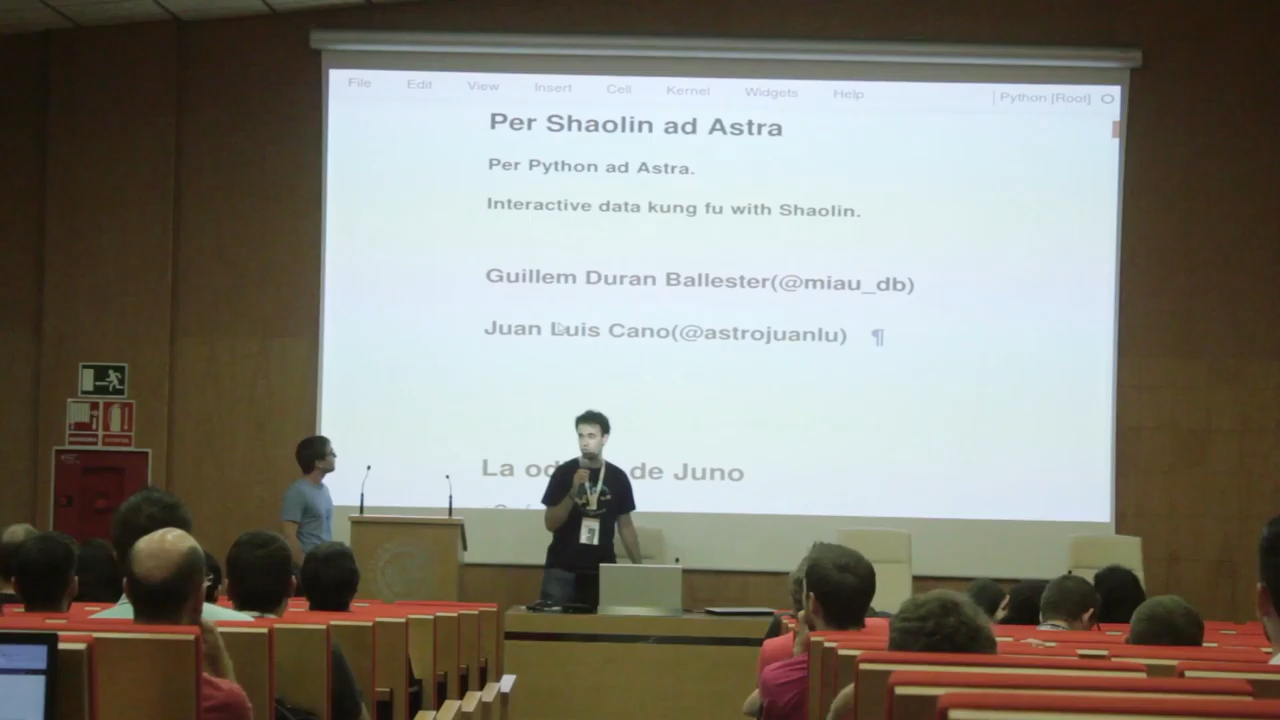 File Edit View Insert Cell Kernel Widgets Help Python [Root]
Per Shaolin ad Astra
Per Python ad Astra.
Interactive data kung fu with Shaolin.
Guillem Duran Ballester(@miau_db)
Juan Luis Cano(@astrojuanlu) ¶
La de Juno